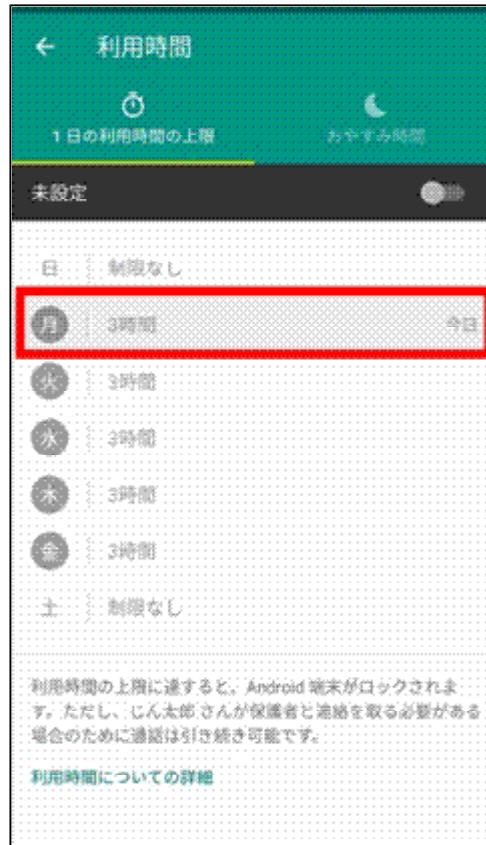 利用時間
1 日の利用時間の上限
おやすみ時間
未設定
日 制限なし
月 3時間 今日
火 3時間
水 3時間
木 3時間
金 3時間
土 制限なし
利用時間の上限に達すると、Android 端末がロックされま
す。ただし、じん太郎 さんが保護者と連絡を取る必要がある
場合のために通話は引き続き可能です。
利用時間についての詳細